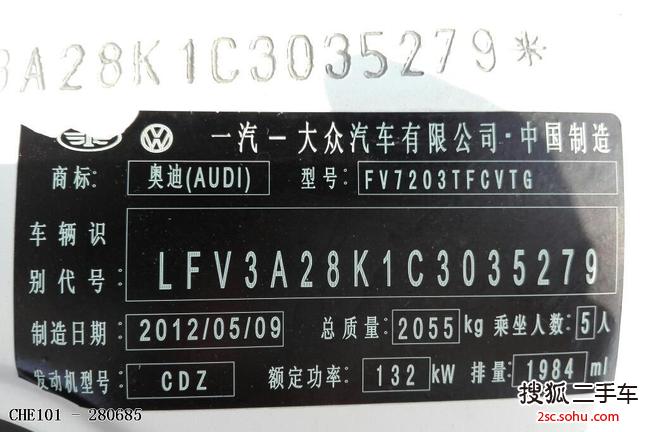 3A28K1C3035279*
一汽-大众汽车有限公司·中国制造
商标: 奥迪(AUDI) 型号: FV7203TFCVTG
车辆识别代号: LFV3A28K1C3035279
制造日期: 2012/05/09 总质量: 2055 kg 乘坐人数: 5 人
发动机型号: CDZ 额定功率: 132 kW 排量: 1984 ml
搜狐二手车
2sc.sohu.com
CHE101 - 280685